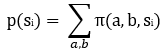 p(sᵢ) = ∑ π(a,b,sᵢ)
a,b